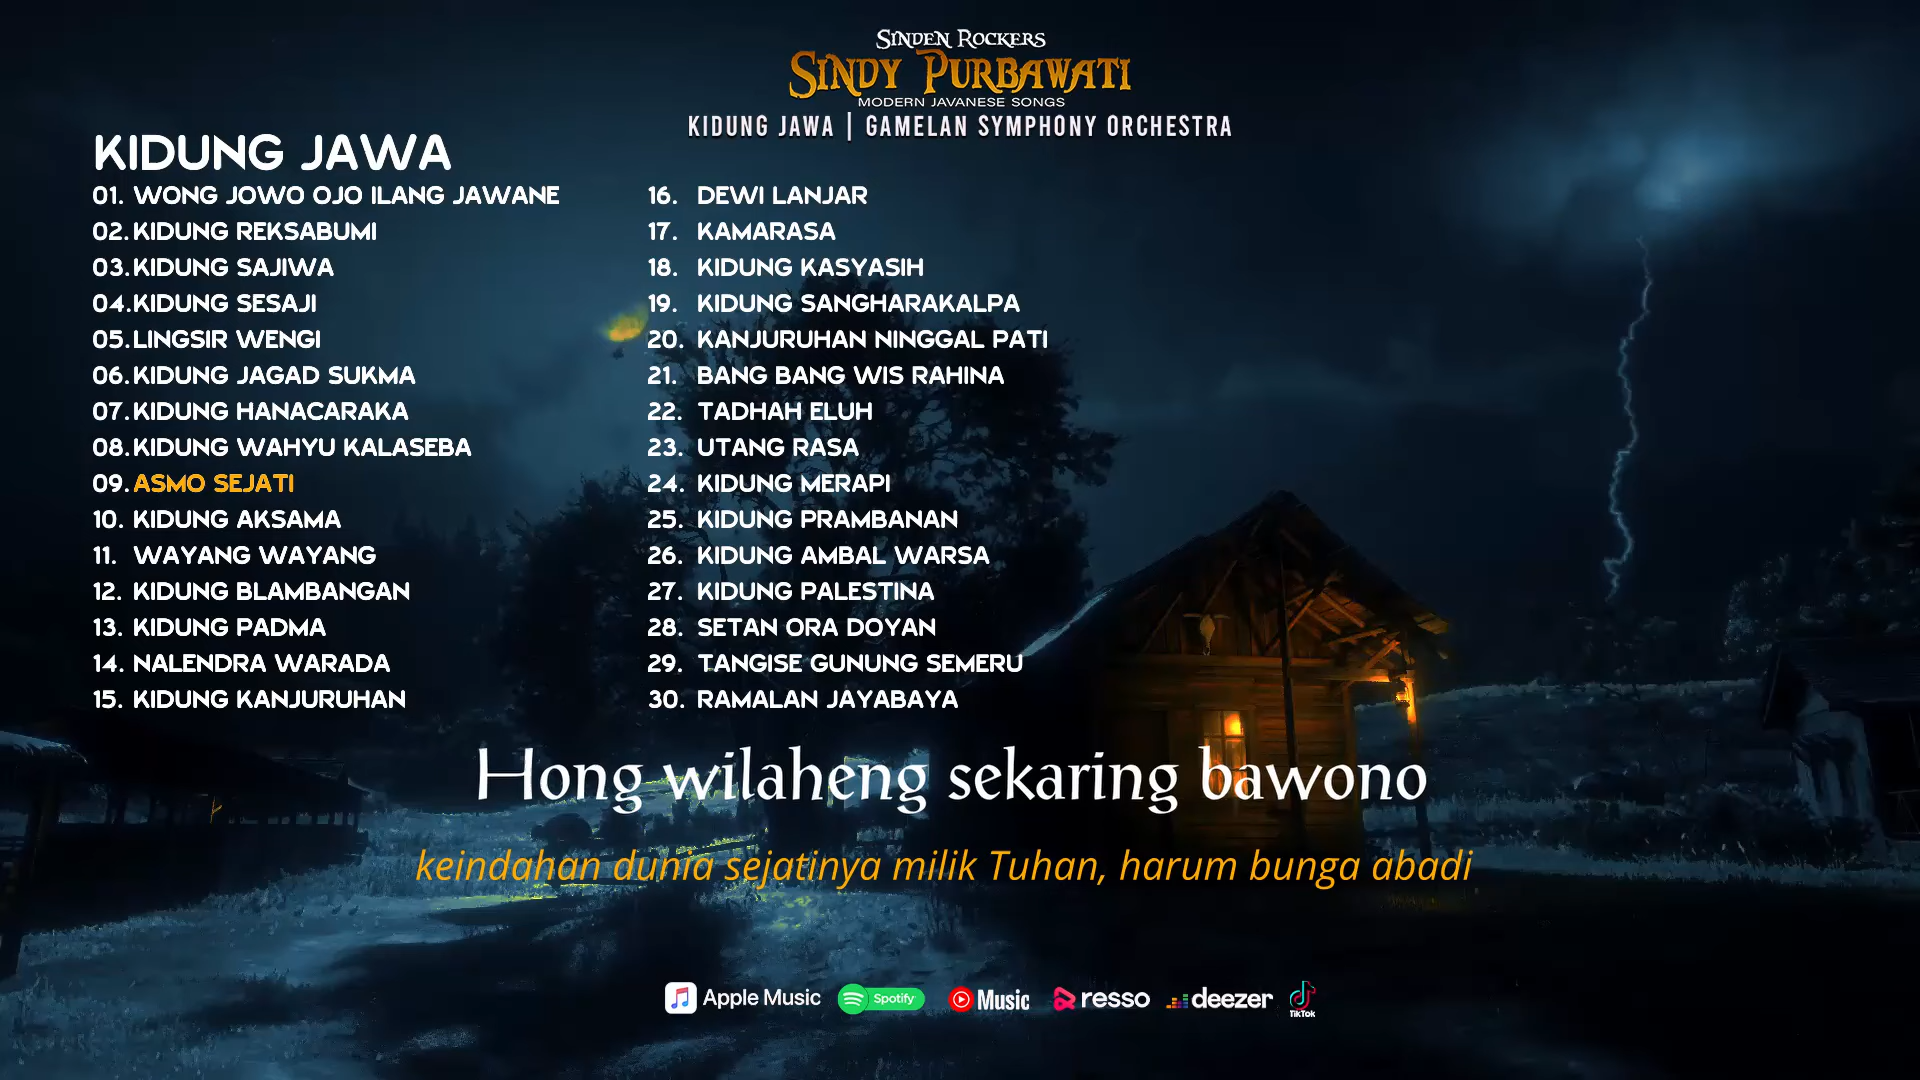 SINDEN ROCKERS
SINDY PURBAWATI
MODERN JAVANESE SONGS
KIDUNG JAWA | GAMELAN SYMPHONY ORCHESTRA
KIDUNG JAWA
01. WONG JOWO OJO ILANG JAWANE
02. KIDUNG REKSABUMI
03. KIDUNG SAJIWA
04. KIDUNG SESAJI
05. LINGSIR WENGI
06. KIDUNG JAGAD SUKMA
07. KIDUNG HANACARAKA
08. KIDUNG WAHYU KALASEBA
09. ASMO SEJATI
10. KIDUNG AKSAMA
11. WAYANG WAYANG
12. KIDUNG BLAMBANGAN
13. KIDUNG PADMA
14. NALENDRA WARADA
15. KIDUNG KANJURUHAN
16. DEWI LANJAR
17. KAMARASA
18. KIDUNG KASYASIH
19. KIDUNG SANGHARAKALPA
20. KANJURUHAN NINGGAL PATI
21. BANG BANG WIS RAHINA
22. TADHAH ELUH
23. UTANG RASA
24. KIDUNG MERAPI
25. KIDUNG PRAMBANAN
26. KIDUNG AMBAL WARSA
27. KIDUNG PALESTINA
28. SETAN ORA DOYAN
29. TANGISE GUNUNG SEMERU
30. RAMALAN JAYABAYA
Hong wilaheng sekaring bawono
keindahan dunia sejatinya milik Tuhan, harum bunga abadi
Apple Music Spotify Music resso deezer TikTok